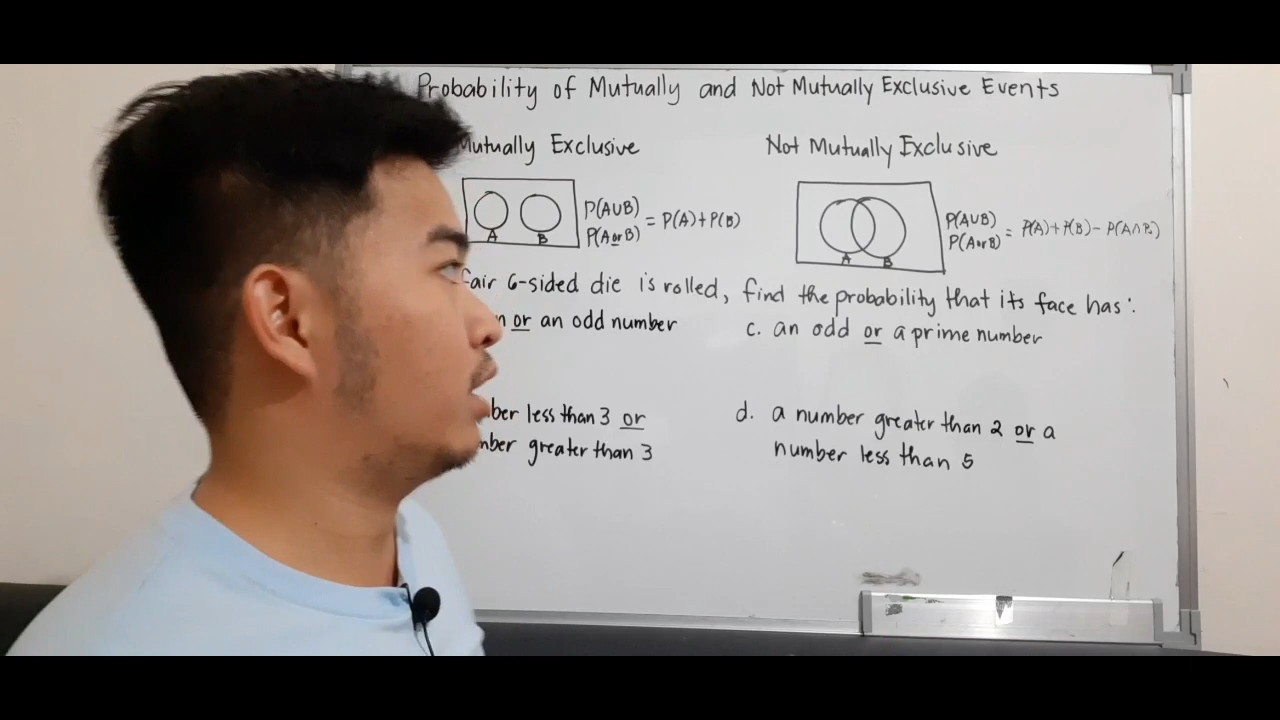 Probability of Mutually and Not Mutually Exclusive Events
Mutually Exclusive
A
B
P(A∪B)
P(A or B)
= P(A)+P(B)
Not Mutually Exclusive
A
B
P(A∪B)
P(A or B)
= P(A)+P(B)-P(A∩B)
fair 6-sided die is rolled, find the probability that its face has:
n or an odd number
ber less than 3 or
mber greater than 3
c. an odd or a prime number
d. a number greater than 2 or a
number less than 5